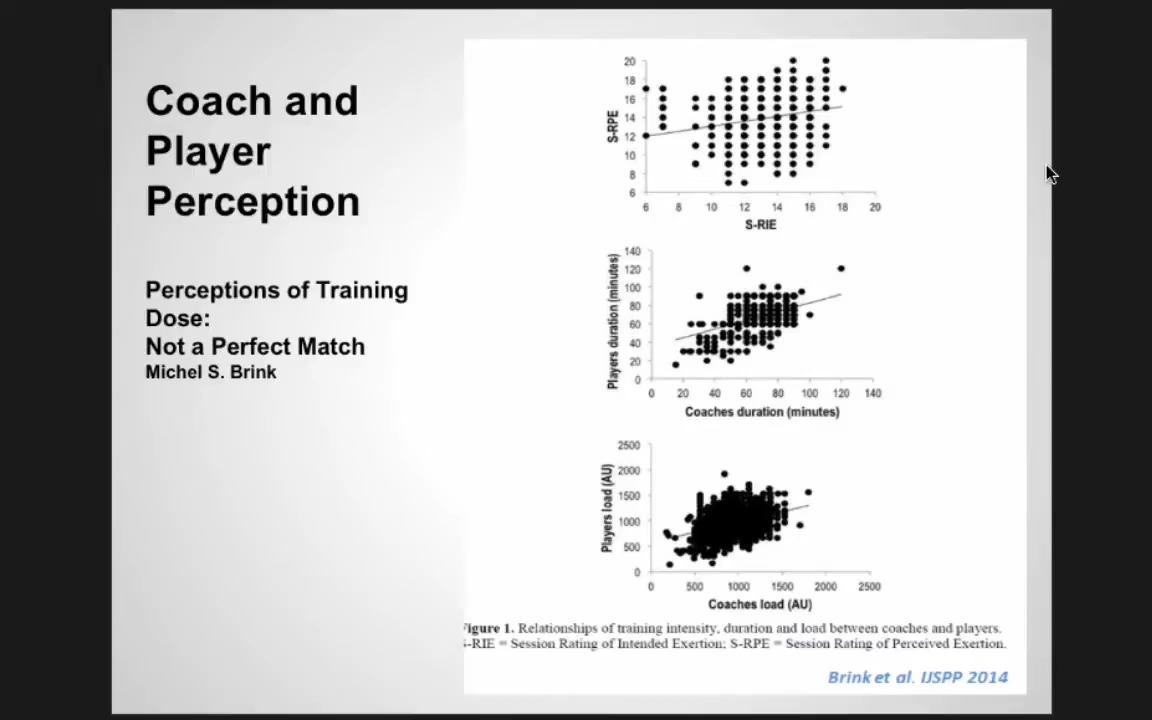 Coach and
Player
Perception
Perceptions of Training
Dose:
Not a Perfect Match
Michel S. Brink
20
18
16
14
12
10
8
6
S-RPE
6 8 10 12 14 16 18 20
S-RIE
140
120
100
80
60
40
20
0
Players duration (minutes)
0 20 40 60 80 100 120 140
Coaches duration (minutes)
2500
2000
1500
1000
500
0
Players load (AU)
0 500 1000 1500 2000 2500
Coaches load (AU)
Figure 1. Relationships of training intensity, duration and load between coaches and players.
S-RIE = Session Rating of Intended Exertion; S-RPE = Session Rating of Perceived Exertion.
Brink et al. IJSPP 2014